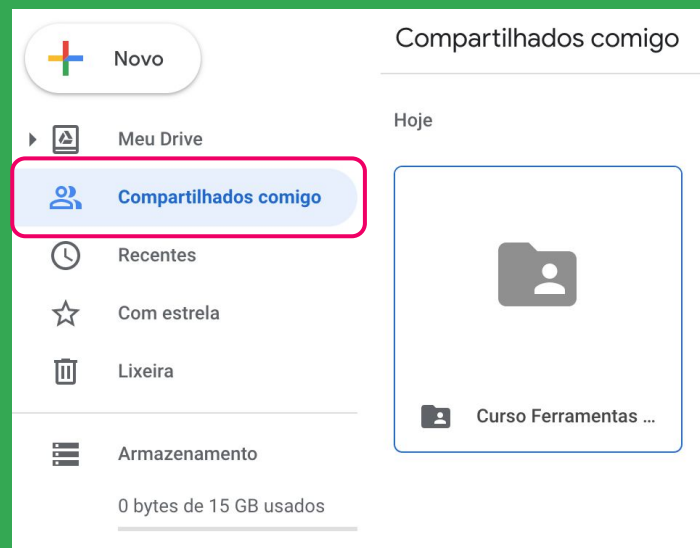 Novo
Meu Drive
Compartilhados comigo
Recentes
Com estrela
Lixeira
Armazenamento
0 bytes de 15 GB usados
Compartilhados comigo
Hoje
Curso Ferramentas ...